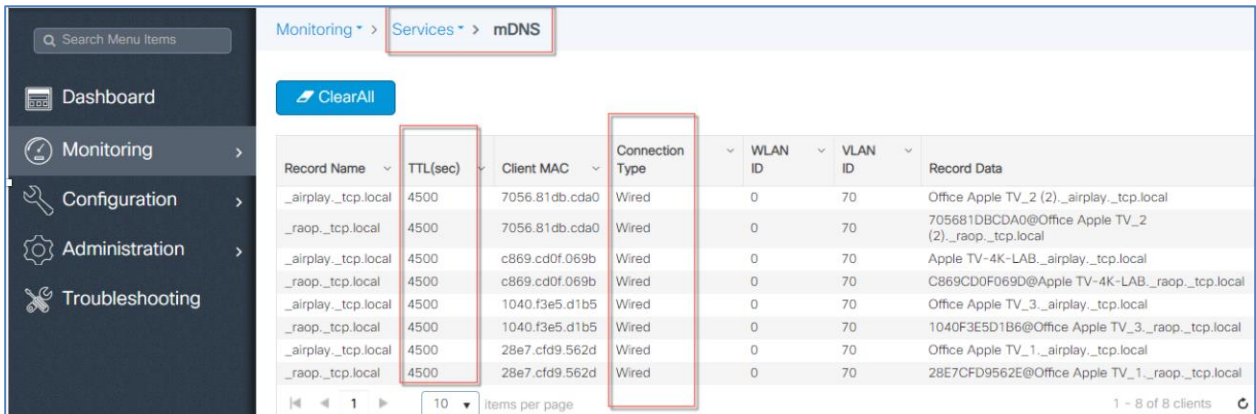 Search Menu Items
Dashboard
Monitoring
Configuration
Administration
Troubleshooting
Monitoring > Services > mDNS
ClearAll
Record Name TTL(sec) Client MAC Connection Type WLAN ID VLAN ID Record Data
_airplay._tcp.local 4500 7056.81db.cda0 Wired 0 70 Office Apple TV_2 (2)._airplay._tcp.local
_raop._tcp.local 4500 7056.81db.cda0 Wired 0 70 705681DBCDA0@Office Apple TV_2
(2)._raop._tcp.local
_airplay._tcp.local 4500 c869.cd0f.069b Wired 0 70 Apple TV-4K-LAB._airplay._tcp.local
_raop._tcp.local 4500 c869.cd0f.069b Wired 0 70 C869CD0F069D@Apple TV-4K-LAB._raop._tcp.local
_airplay._tcp.local 4500 1040.f3e5.d1b5 Wired 0 70 Office Apple TV_3._airplay._tcp.local
_raop._tcp.local 4500 1040.f3e5.d1b5 Wired 0 70 1040F3E5D1B6@Office Apple TV_3._raop._tcp.local
_airplay._tcp.local 4500 28e7.cfd9.562d Wired 0 70 Office Apple TV_1._airplay._tcp.local
_raop._tcp.local 4500 28e7.cfd9.562d Wired 0 70 28E7CFD9562E@Office Apple TV_1._raop._tcp.local
1 10 items per page 1 - 8 of 8 clients